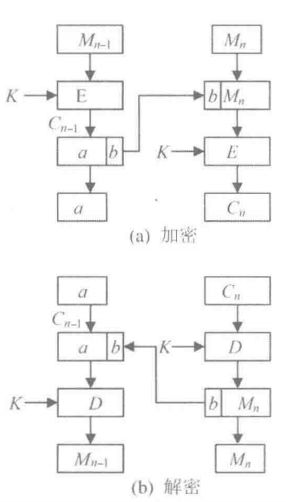 M_{n-1} M_n
K E b M_n
C_{n-1}
a b K E
a C_n
(a) 加密
a C_n
C_{n-1}
a b K D
K D b M_n
M_{n-1} M_n
(b) 解密